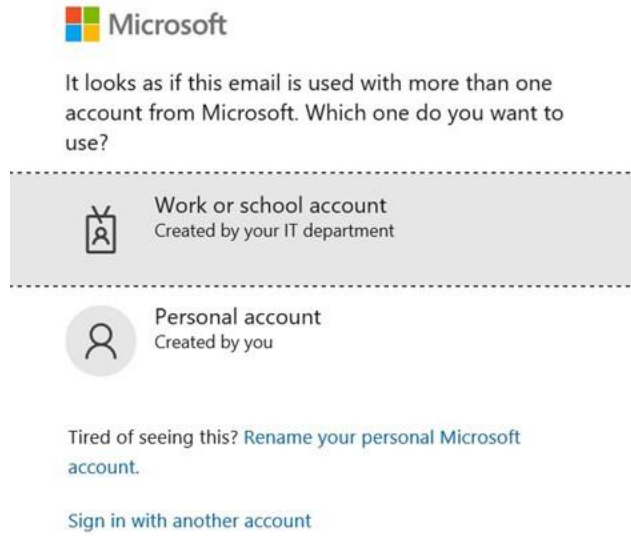 Microsoft
It looks as if this email is used with more than one
account from Microsoft. Which one do you want to
use?
Work or school account
Created by your IT department
Personal account
Created by you
Tired of seeing this? Rename your personal Microsoft
account.
Sign in with another account